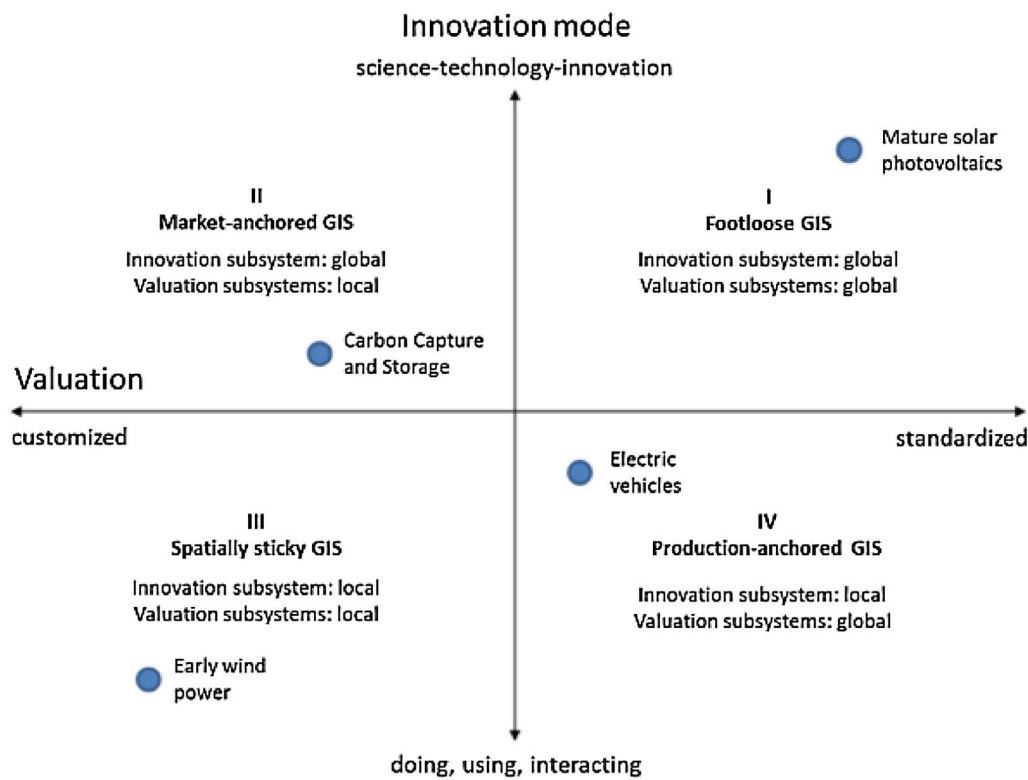 Innovation mode
science-technology-innovation
Mature solar
photovoltaics
II
Market-anchored GIS
Innovation subsystem: global
Valuation subsystems: local
I
Footloose GIS
Innovation subsystem: global
Valuation subsystems: global
Carbon Capture
and Storage
Valuation
customized
standardized
Electric
vehicles
III
Spatially sticky GIS
Innovation subsystem: local
Valuation subsystems: local
IV
Production-anchored GIS
Innovation subsystem: local
Valuation subsystems: global
Early wind
power
doing, using, interacting